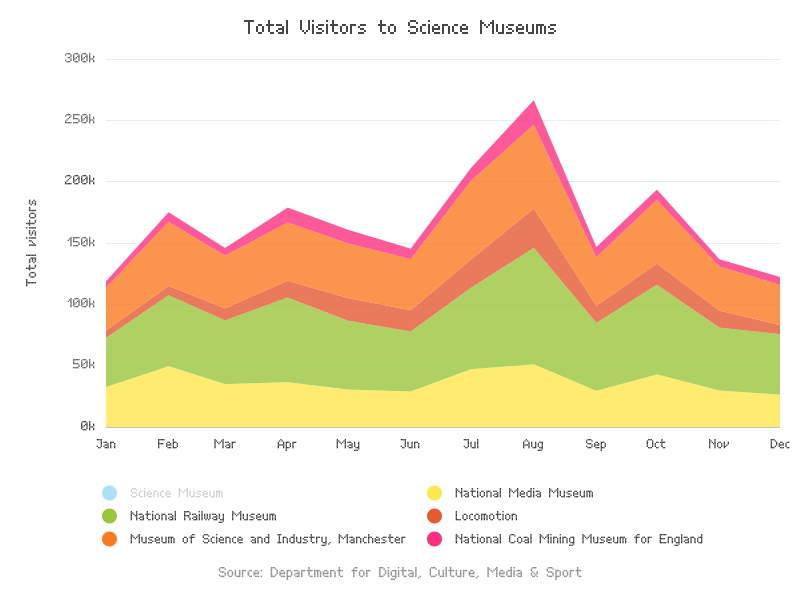 Total Visitors to Science Museums
300k
250k
200k
150k
100k
50k
0k
Total visitors
Jan Feb Mar Apr May Jun Jul Aug Sep Oct Nov Dec
Science Museum
National Media Museum
National Railway Museum
Locomotion
Museum of Science and Industry, Manchester
National Coal Mining Museum for England
Source: Department for Digital, Culture, Media & Sport